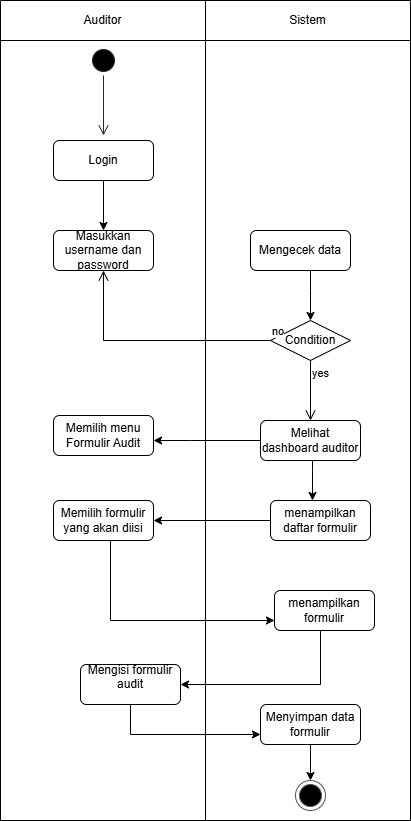 Auditor
Sistem
Login
Masukkan
username dan
password
Mengecek data
no
Condition
yes
Memilih menu
Formulir Audit
Melihat
dashboard auditor
Memilih formulir
yang akan diisi
menampilkan
daftar formulir
menampilkan
formulir
Mengisi formulir
audit
Menyimpan data
formulir